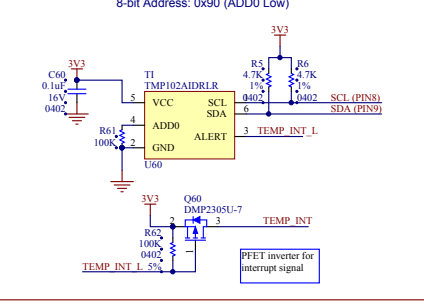 8-bit Address: 0x90 (ADD0 Low)
3V3
3V3
C60
0.1uF
16V
0402
TI
TMP102AIDRLR
R5
4.7K
1%
0402
R6
4.7K
1%
0402
5 VCC
SCL
SCL (PIN8)
SDA 6
SDA (PIN9)
4 ADD0
ALERT 3 TEMP_INT_L
R61
100K
2 GND
U60
3V3
Q60
DMP2305U-7
2
3 TEMP_INT
1
R62
100K
0402
5%
TEMP_INT_L
PFET inverter for
interrupt signal